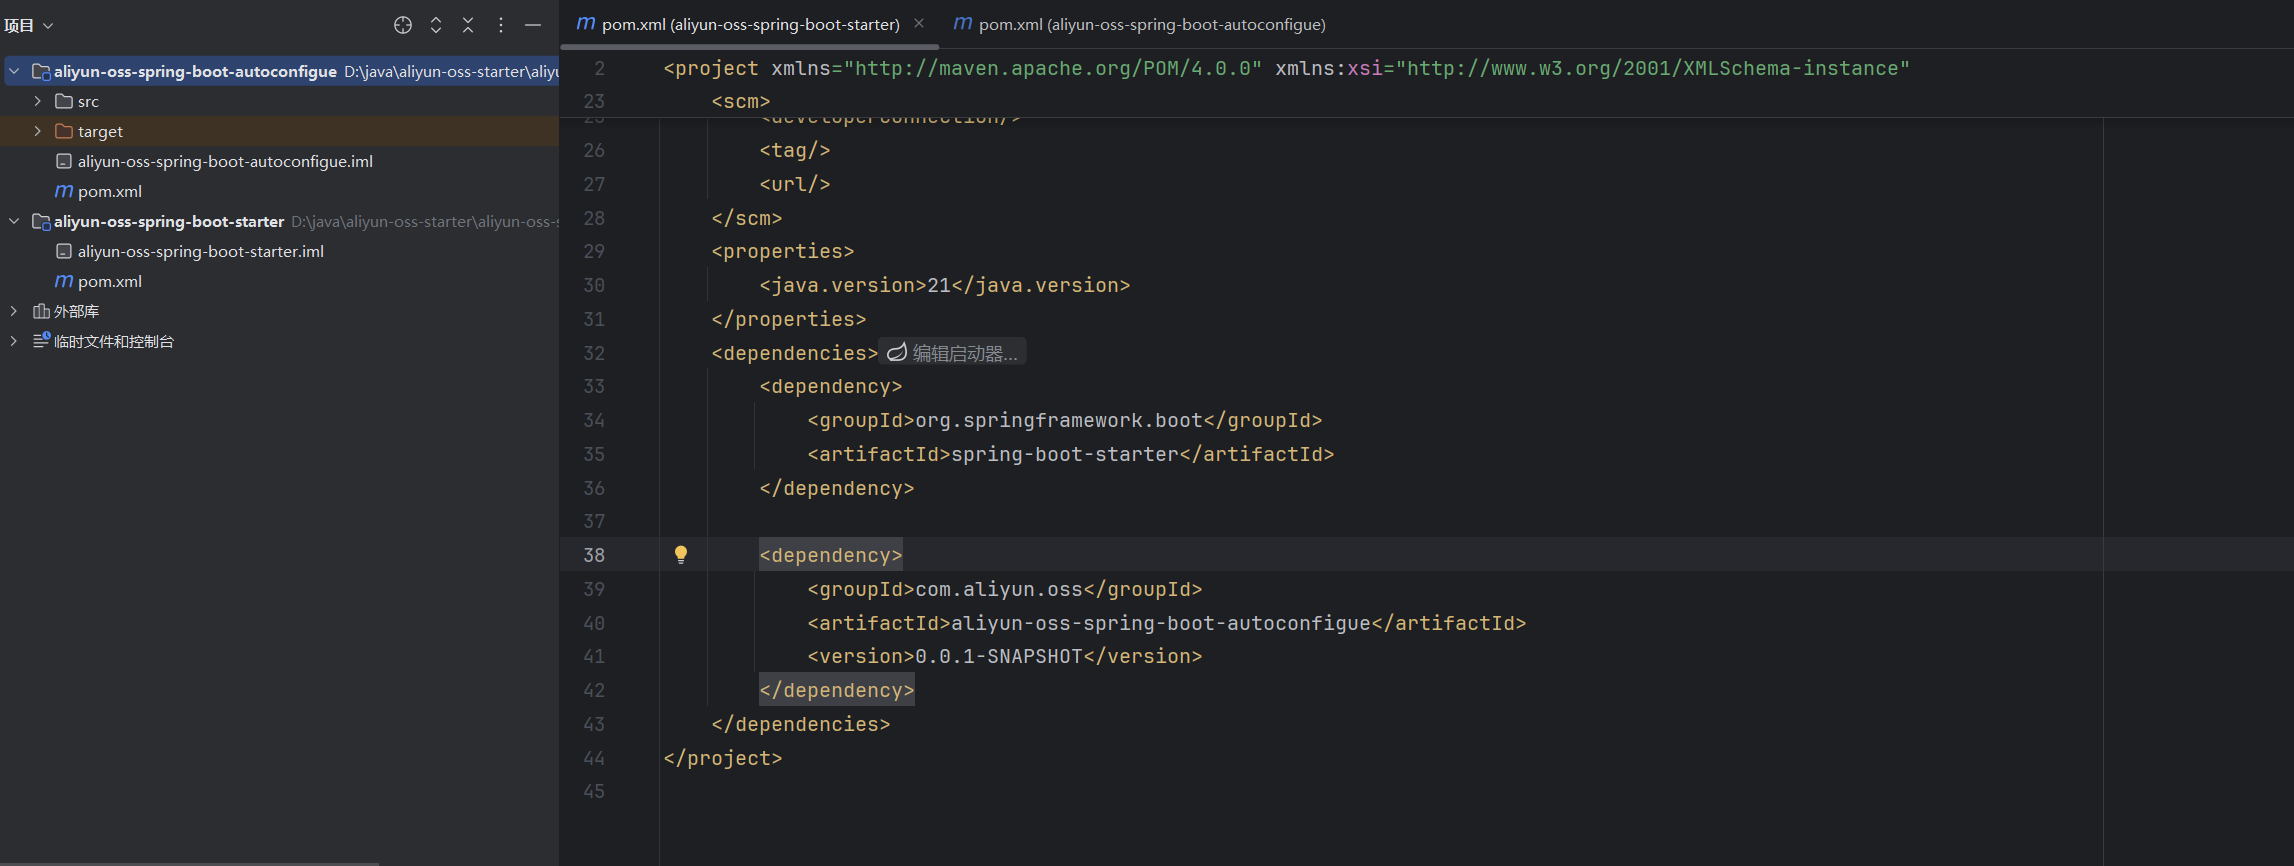 项目
aliyun-oss-spring-boot-autoconfigue D:\java\aliyun-oss-starter\aliyu
src
target
aliyun-oss-spring-boot-autoconfigue.iml
pom.xml
aliyun-oss-spring-boot-starter D:\java\aliyun-oss-starter\aliyun-oss-s
aliyun-oss-spring-boot-starter.iml
pom.xml
外部库
临时文件和控制台
pom.xml (aliyun-oss-spring-boot-starter)
pom.xml (aliyun-oss-spring-boot-autoconfigue)
2 <project xmlns="http://maven.apache.org/POM/4.0.0" xmlns:xsi="http://www.w3.org/2001/XMLSchema-instance"
23 <scm>
25 <developerConnection/>
26 <tag/>
27 <url/>
28 </scm>
29 <properties>
30 <java.version>21</java.version>
31 </properties>
32 <dependencies> 编辑启动器...
33 <dependency>
34 <groupId>org.springframework.boot</groupId>
35 <artifactId>spring-boot-starter</artifactId>
36 </dependency>
37
38 <dependency>
39 <groupId>com.aliyun.oss</groupId>
40 <artifactId>aliyun-oss-spring-boot-autoconfigue</artifactId>
41 <version>0.0.1-SNAPSHOT</version>
42 </dependency>
43 </dependencies>
44 </project>
45